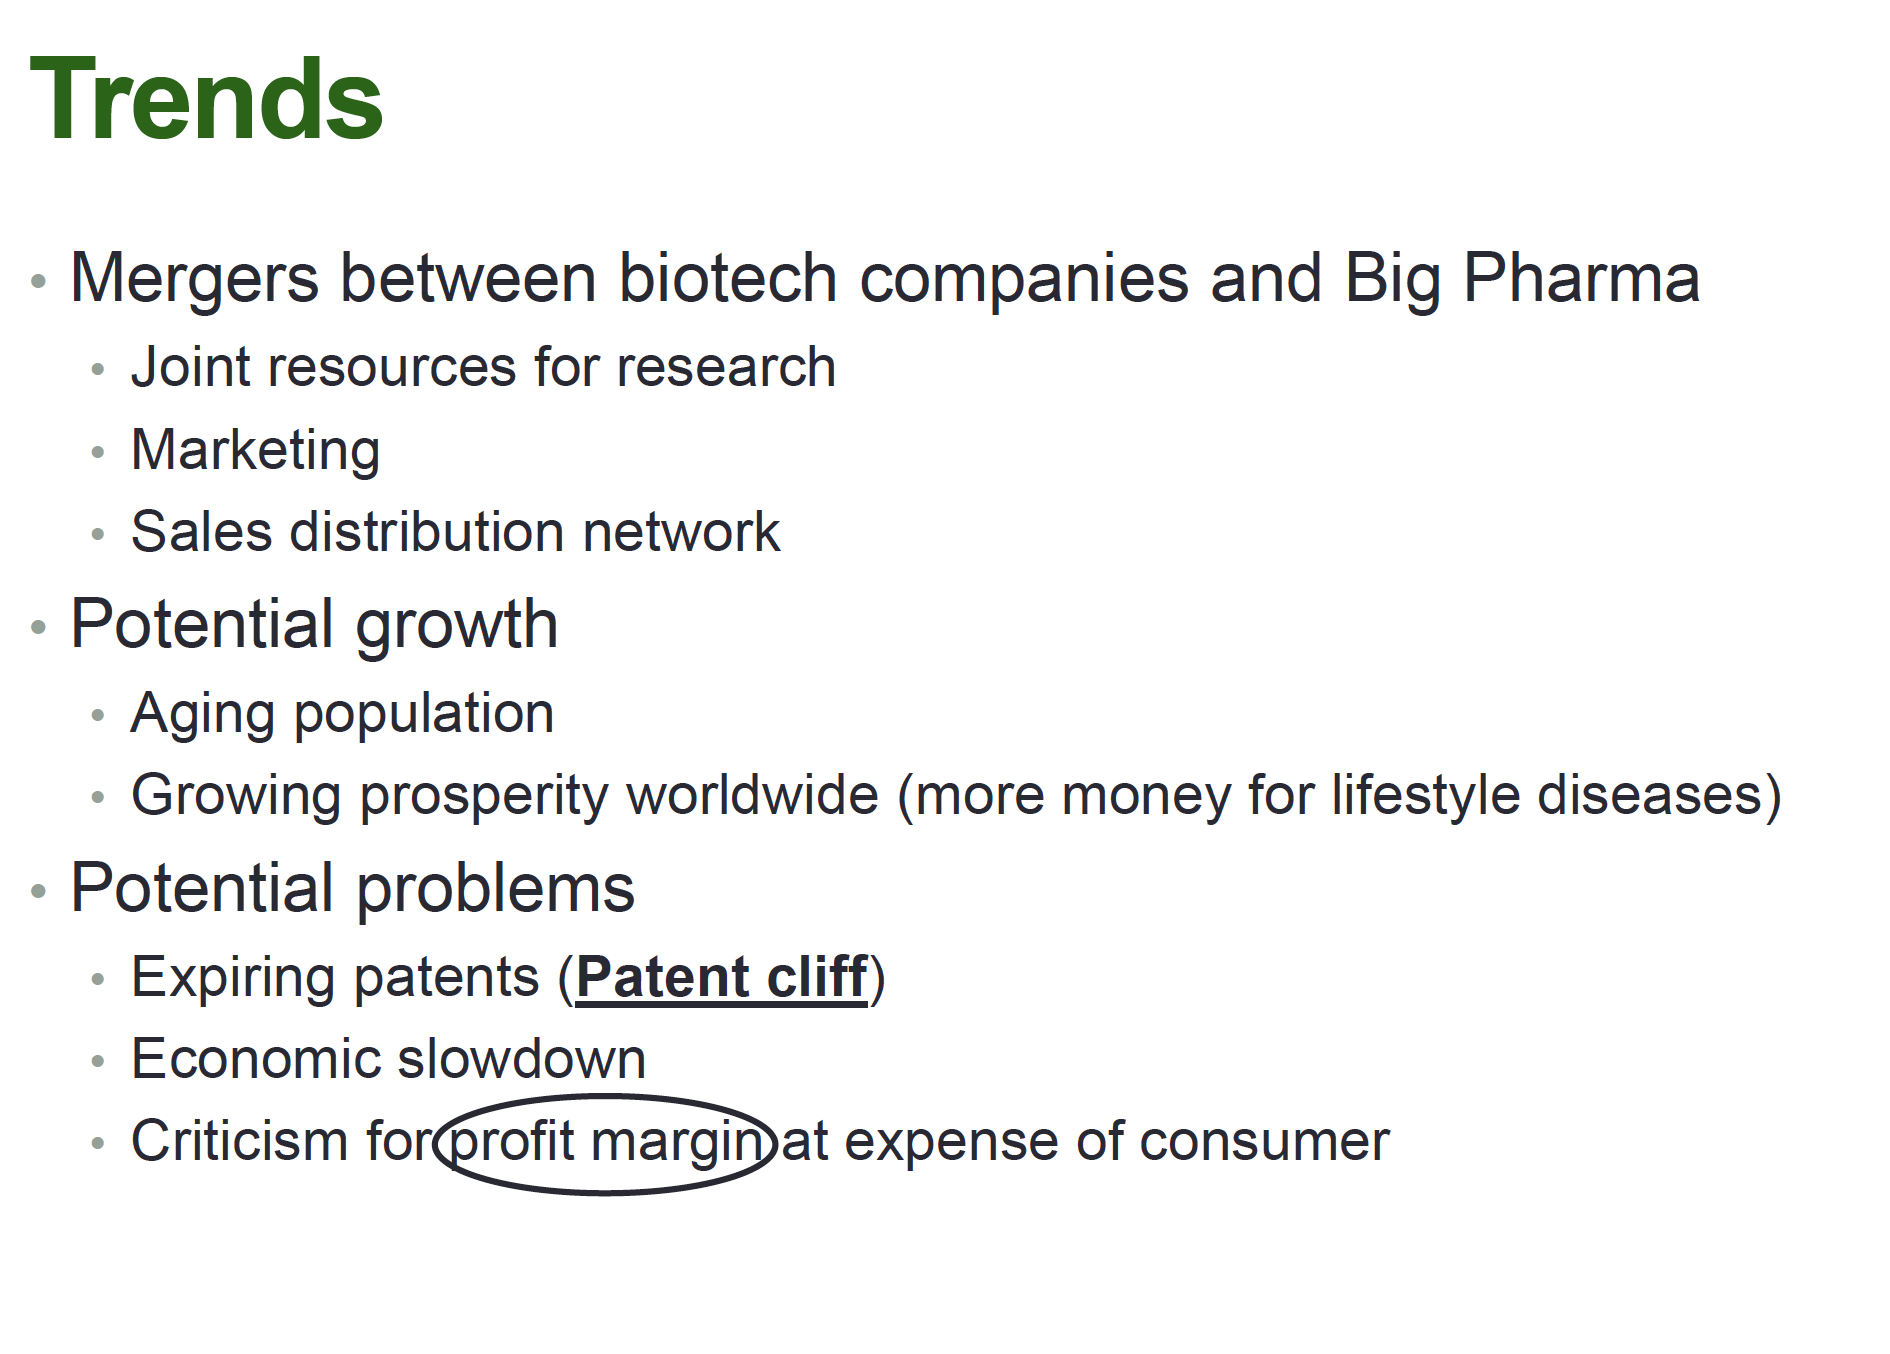 Trends
• Mergers between biotech companies and Big Pharma
• Joint resources for research
• Marketing
• Sales distribution network
• Potential growth
• Aging population
• Growing prosperity worldwide (more money for lifestyle diseases)
• Potential problems
• Expiring patents (Patent cliff)
• Economic slowdown
• Criticism for profit margin at expense of consumer